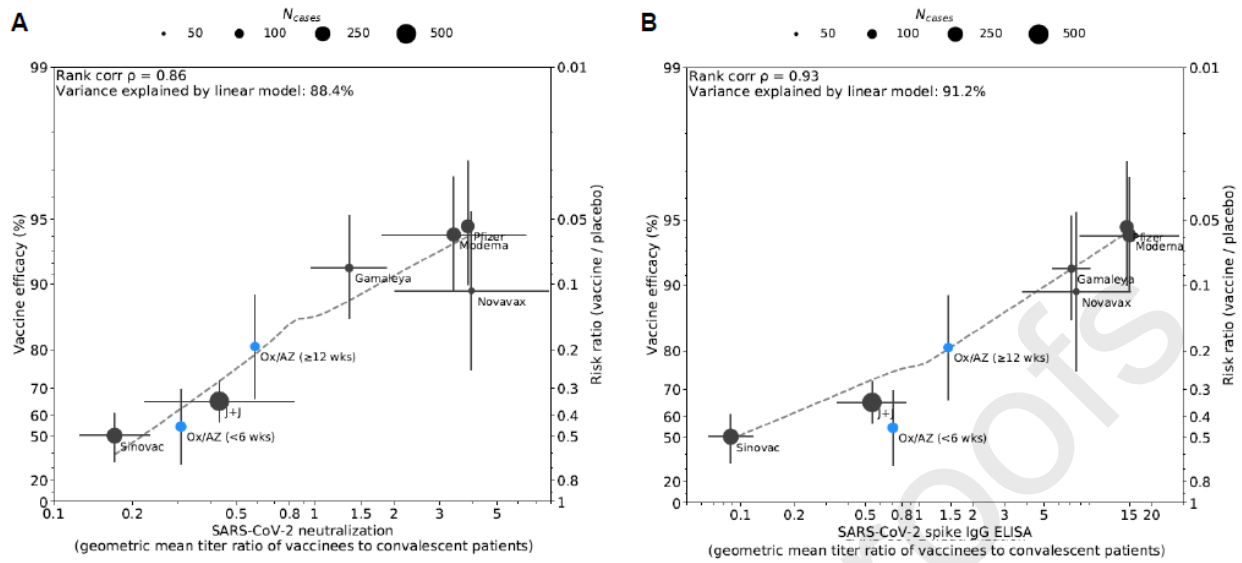 A
N_cases
50 100 250 500
Rank corr ρ = 0.86
Variance explained by linear model: 88.4%
Vaccine efficacy (%)
99
95
90
80
70
60
50
20
0
Risk ratio (vaccine / placebo)
0.01
0.05
0.1
0.2
0.3
0.4
0.5
0.8
1
Pfizer
Moderna
Gamaleya
Novavax
Ox/AZ (≥12 wks)
J+J
Ox/AZ (<6 wks)
Sinovac
0.1 0.2 0.5 0.8 1 2 3 5
SARS-CoV-2 neutralization
(geometric mean titer ratio of vaccinees to convalescent patients)
B
N_cases
50 100 250 500
Rank corr ρ = 0.93
Variance explained by linear model: 91.2%
Vaccine efficacy (%)
99
95
90
80
70
60
50
20
0
Risk ratio (vaccine / placebo)
0.01
0.05
0.1
0.2
0.3
0.4
0.5
0.8
1
Pfizer
Moderna
Gamaleya
Novavax
Ox/AZ (≥12 wks)
J+J
Ox/AZ (<6 wks)
Sinovac
0.1 0.2 0.5 0.8 1 2 3 5 15 20
SARS-CoV-2 spike IgG ELISA
(geometric mean titer ratio of vaccinees to convalescent patients)
oofs